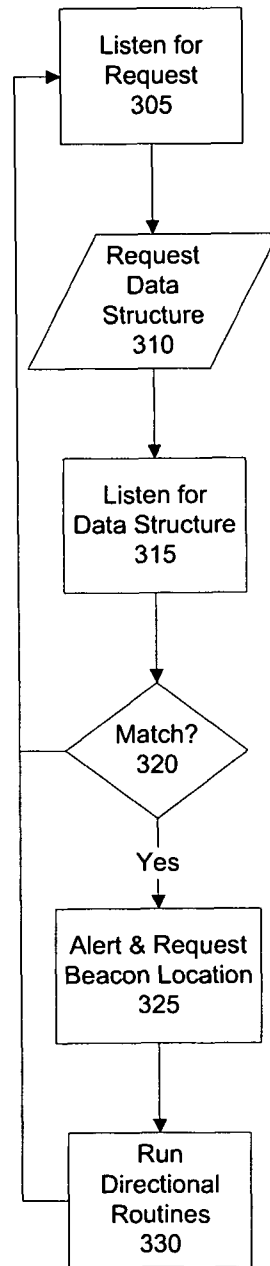 Listen for
Request
305
Request
Data
Structure
310
Listen for
Data Structure
315
Match?
320
Yes
Alert & Request
Beacon Location
325
Run
Directional
Routines
330